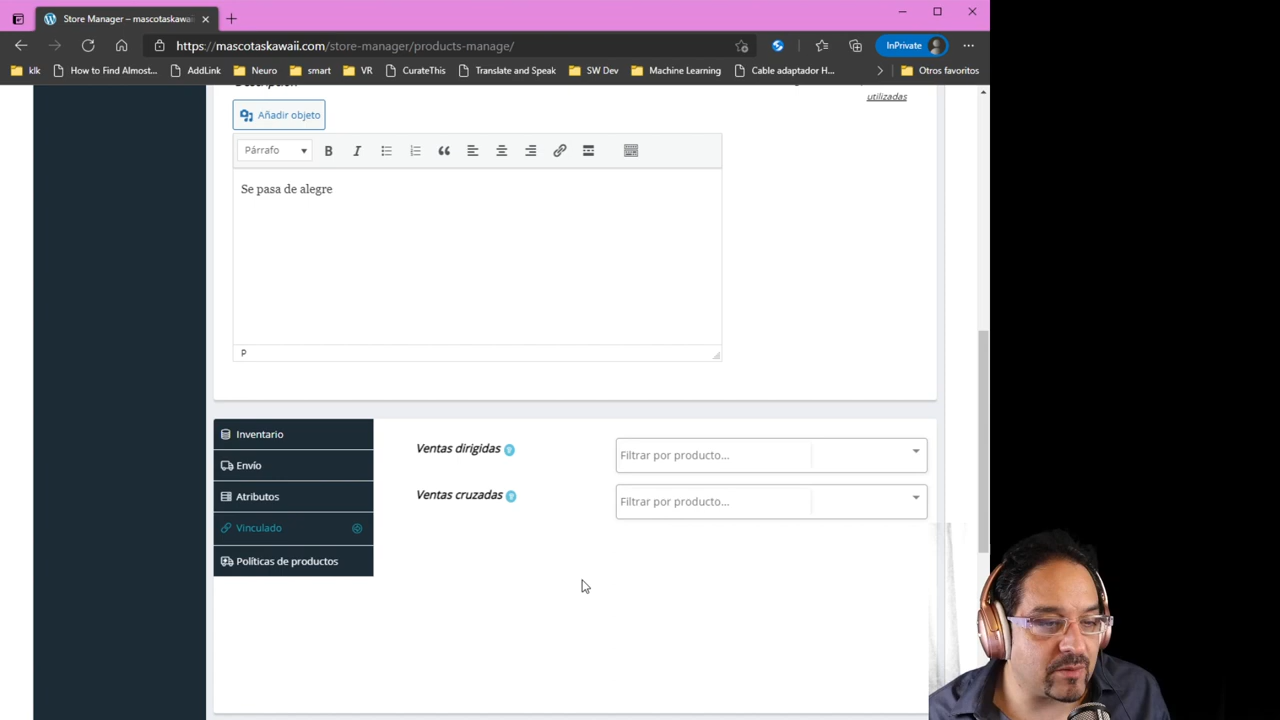 Store Manager – mascotaskawaii
https://mascotaskawaii.com/store-manager/products-manage/
InPrivate
klk
How to Find Almost...
AddLink
Neuro
smart
VR
CurateThis
Translate and Speak
SW Dev
Machine Learning
Cable adaptador H...
Otros favoritos
utilizadas
Añadir objeto
Párrafo
B
I
Se pasa de alegre
P
Inventario
Envío
Atributos
Vinculado
Políticas de productos
Ventas dirigidas
Filtrar por producto...
Ventas cruzadas
Filtrar por producto...